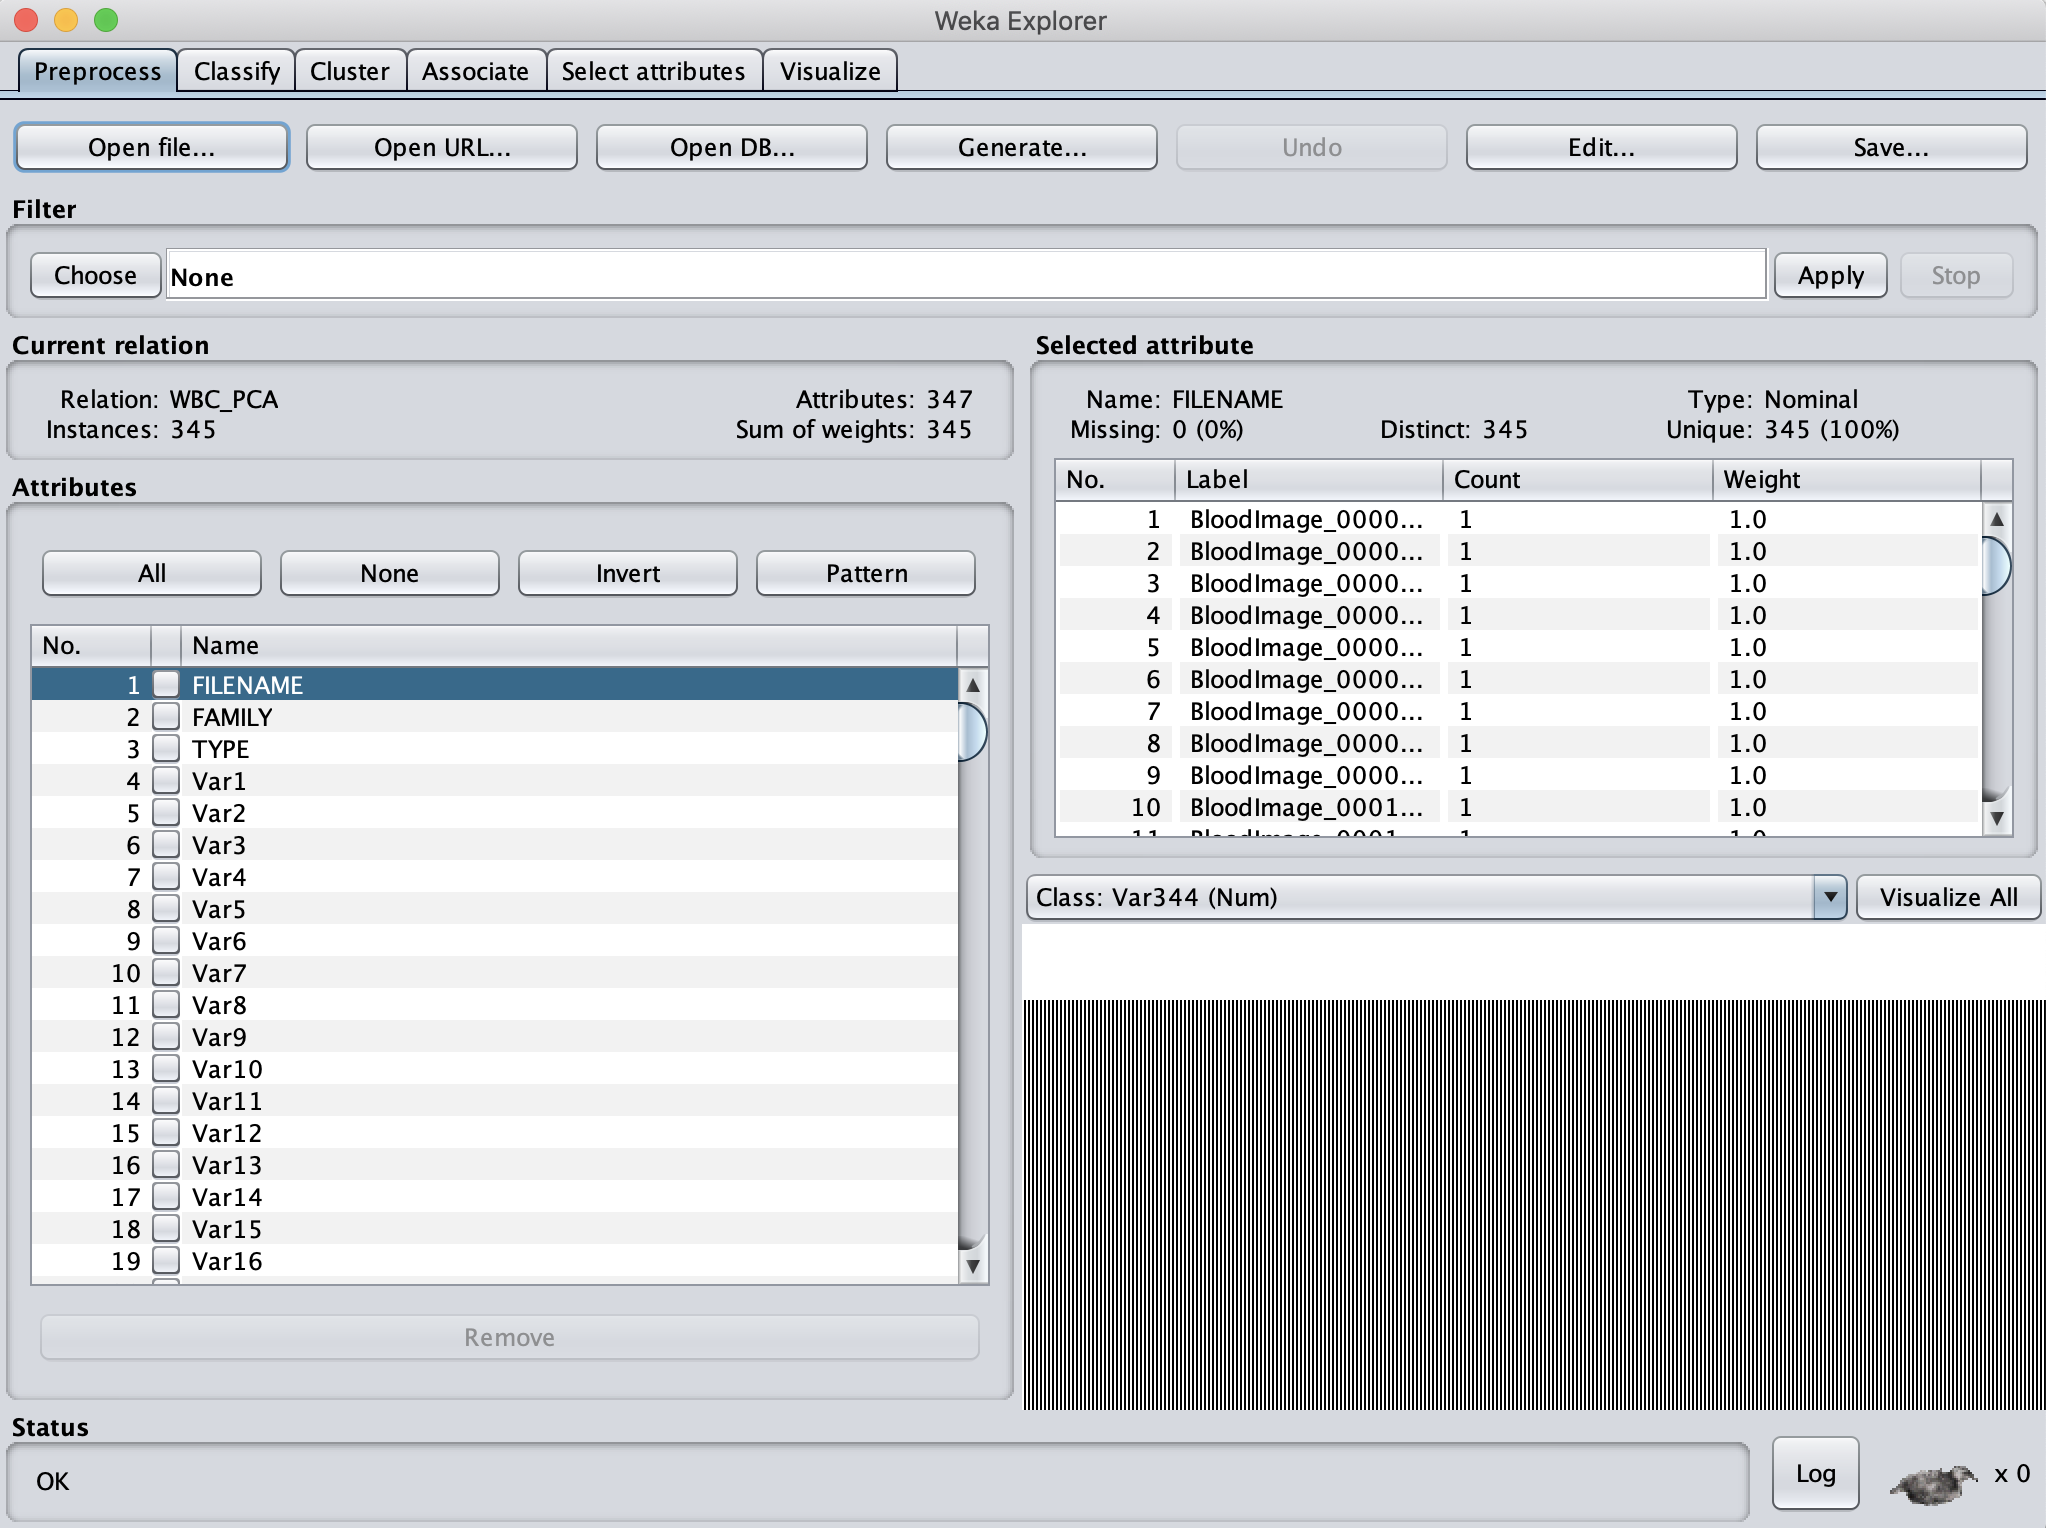 Weka Explorer
Preprocess Classify Cluster Associate Select attributes Visualize
Open file... Open URL... Open DB... Generate... Undo Edit... Save...
Filter
Choose None Apply Stop
Current relation
Relation: WBC_PCA Attributes: 347
Instances: 345 Sum of weights: 345
Attributes
All None Invert Pattern
No. Name
1 FILENAME
2 FAMILY
3 TYPE
4 Var1
5 Var2
6 Var3
7 Var4
8 Var5
9 Var6
10 Var7
11 Var8
12 Var9
13 Var10
14 Var11
15 Var12
16 Var13
17 Var14
18 Var15
19 Var16
Remove
Selected attribute
Name: FILENAME Type: Nominal
Missing: 0 (0%) Distinct: 345 Unique: 345 (100%)
No. Label Count Weight
1 BloodImage_0000... 1 1.0
2 BloodImage_0000... 1 1.0
3 BloodImage_0000... 1 1.0
4 BloodImage_0000... 1 1.0
5 BloodImage_0000... 1 1.0
6 BloodImage_0000... 1 1.0
7 BloodImage_0000... 1 1.0
8 BloodImage_0000... 1 1.0
9 BloodImage_0000... 1 1.0
10 BloodImage_0001... 1 1.0
11 BloodImage_0001... 1 1.0
Class: Var344 (Num) Visualize All
Status
OK
Log x 0